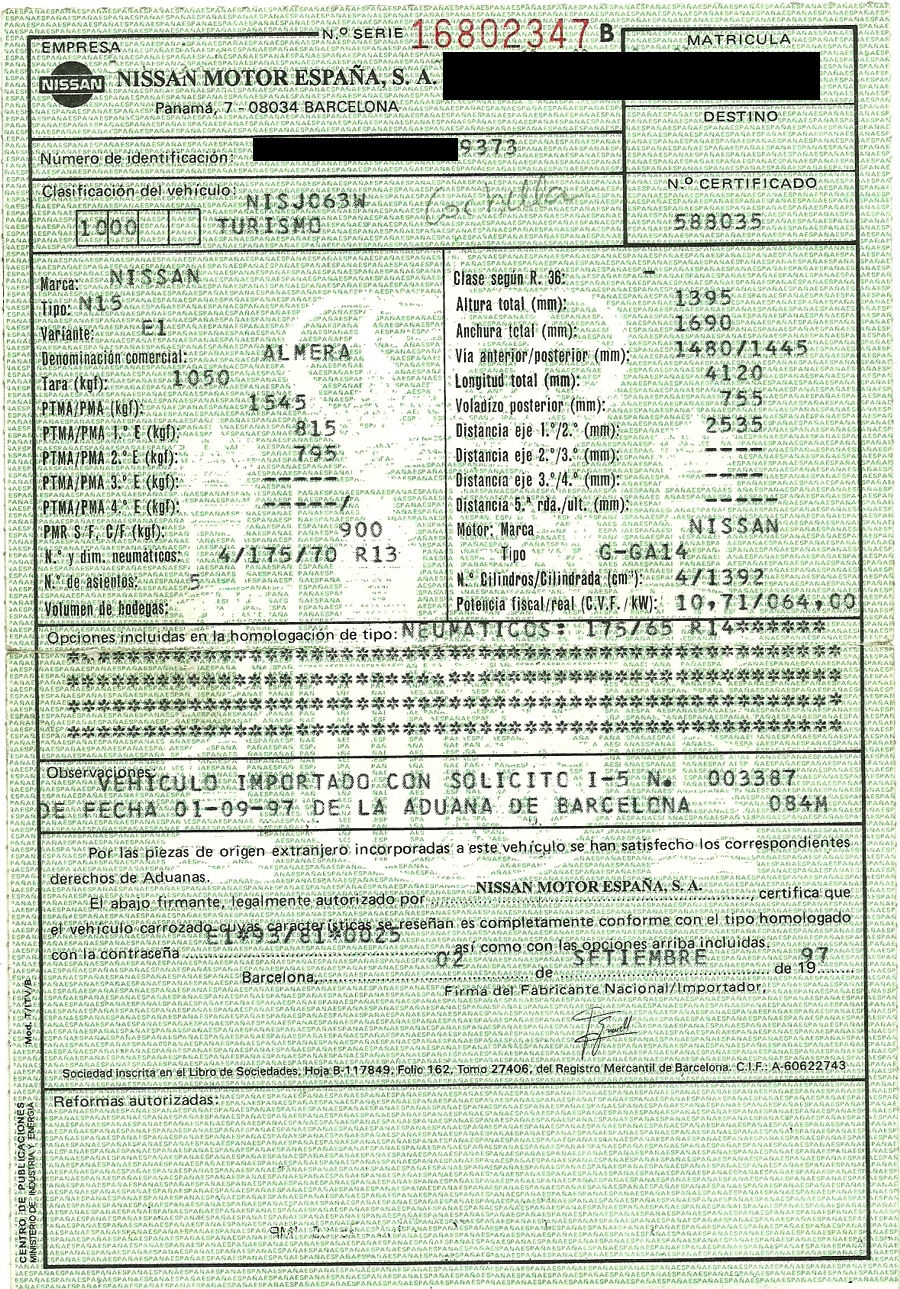 N.º SERIE 16802347 B
EMPRESA
NISSAN
NISSAN MOTOR ESPAÑA, S. A.
Panamá, 7 - 08034 BARCELONA
MATRICULA
DESTINO
Número de identificación: 9373
N.º CERTIFICADO
588035
Clasificación del vehículo:
NISJC63W
1000 TURISMO
Marca: NISSAN
Tipo: N15
Variante: E1
Denominación comercial: ALMERA
Tara (kgf): 1050
PTMA/PMA (kgf): 1545
PTMA/PMA 1.º E (kgf): 815
PTMA/PMA 2.º E (kgf): 795
PTMA/PMA 3.º E (kgf): -----
PTMA/PMA 4.º E (kgf): -----/
PMR S/F, C/F (kgf). 900
N.º y dim. neumáticos: 4/175/70 R13
N.º de asientos: 5
Volumen de bodegas:
Clase según R. 36: -
Altura total (mm): 1395
Anchura total (mm): 1690
Vía anterior/posterior (mm): 1480/1445
Longitud total (mm): 4120
Voladizo posterior (mm): 755
Distancia eje 1.º/2.º (mm): 2535
Distancia eje 2.º/3.º (mm): ----
Distancia eje 3.º/4.º (mm): -----
Distancia 5.ª rda./ult. (mm): -----
Motor: Marca NISSAN
Tipo G-GA14
N.º Cilindros/Cilindrada (cm³): 4/1392
Potencia fiscal/real (C.V.F./kW): 10,71/064,00
Opciones incluidas en la homologación de tipo: NEUMATICOS: 175/65 R14******
Observaciones
VEHICULO IMPORTADO CON SOLICITO I-5 N. 003387
DE FECHA 01-09-97 DE LA ADUANA DE BARCELONA 084M
Por las piezas de origen extranjero incorporadas a este vehículo se han satisfecho los correspondientes
derechos de Aduanas.
El abajo firmante, legalmente autorizado por NISSAN MOTOR ESPAÑA, S. A., certifica que
el vehículo carrozado cuyas características se reseñan es completamente conforme con el tipo homologado
con la contraseña E1*93/81*0025 así como con las opciones arriba incluidas.
Barcelona, 02 de SETIEMBRE de 1997
Firma del Fabricante Nacional/Importador,
Sociedad inscrita en el Libro de Sociedades, Hoja B-117849, Folio 162, Tomo 27406, del Registro Mercantil de Barcelona. C.I.F.: A-60622743
Reformas autorizadas:
Mod. T/ITV/B
CENTRO DE PUBLICACIONES
MINISTERIO DE INDUSTRIA Y ENERGIA